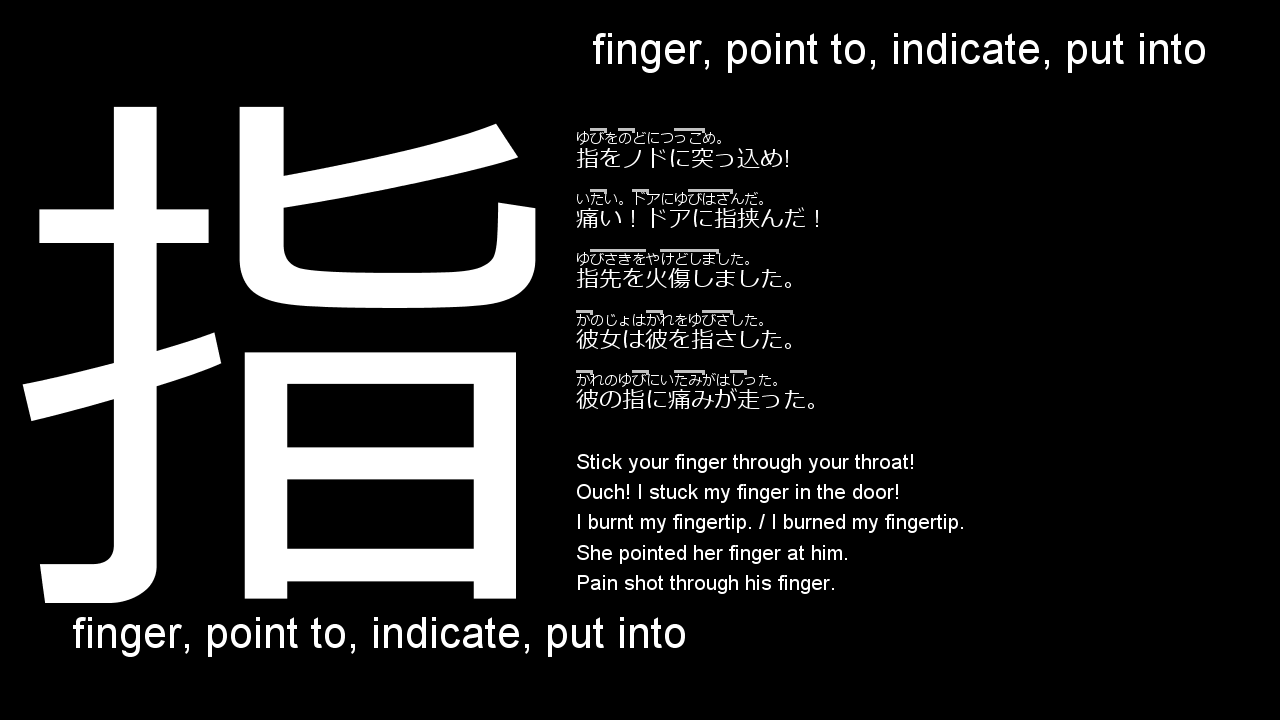 finger, point to, indicate, put into
指
ゆびをのどにつっこめ。
指をノドに突っ込め!
いたい。ドアにゆびはさんだ。
痛い！ドアに指挟んだ！
ゆびさきをやけどしました。
指先を火傷しました。
かのじょはかれをゆびさした。
彼女は彼を指さした。
かれのゆびにいたみがはしった。
彼の指に痛みが走った。
Stick your finger through your throat!
Ouch! I stuck my finger in the door!
I burnt my fingertip. / I burned my fingertip.
She pointed her finger at him.
Pain shot through his finger.
finger, point to, indicate, put into